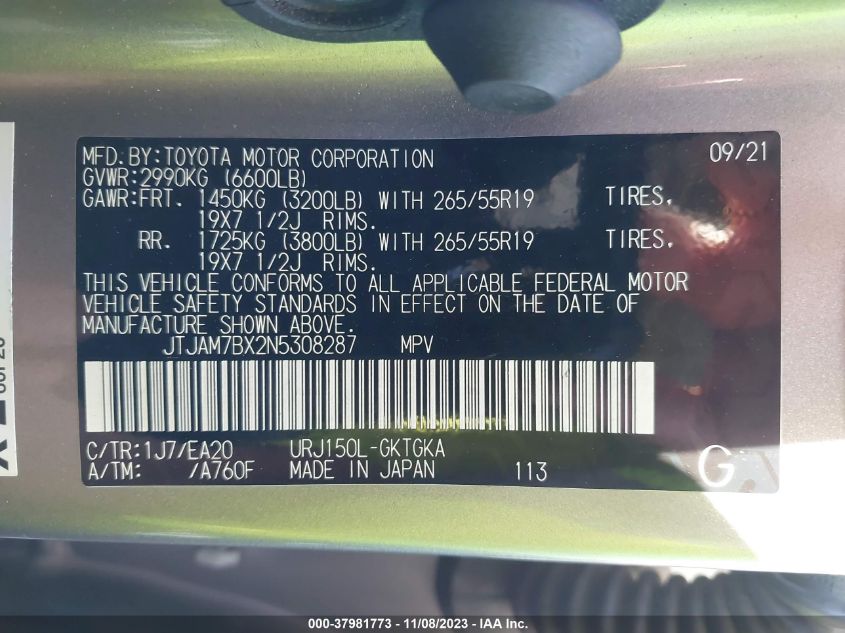 MFD. BY: TOYOTA MOTOR CORPORATION 09/21
GVWR: 2990KG (6600LB)
GAWR: FRT. 1450KG (3200LB) WITH 265/55R19 TIRES,
19X7 1/2J RIMS.
RR. 1725KG (3800LB) WITH 265/55R19 TIRES,
19X7 1/2J RIMS.
THIS VEHICLE CONFORMS TO ALL APPLICABLE FEDERAL MOTOR
VEHICLE SAFETY STANDARDS IN EFFECT ON THE DATE OF
MANUFACTURE SHOWN ABOVE.
JTJAM7BX2N5308287 MPV
C/TR: 1J7/EA20 URJ150L-GKTGKA
A/TM: /A760F MADE IN JAPAN 113 G
000-37981773 - 11/08/2023 - IAA Inc.